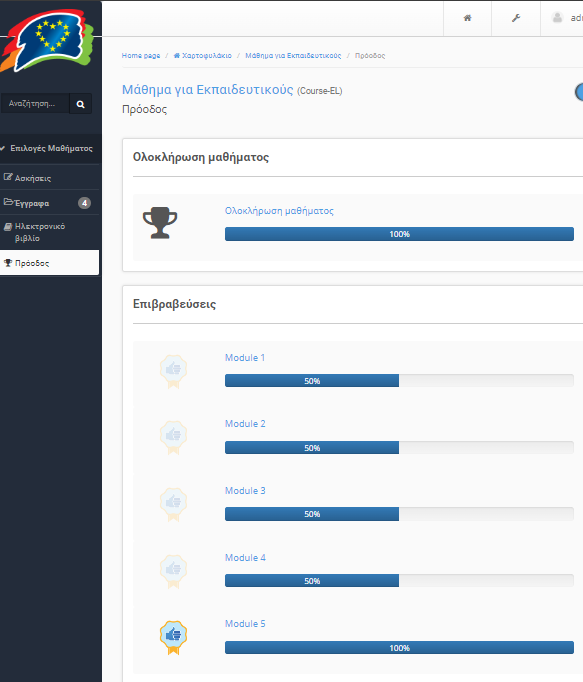 adm
Αναζήτηση...
Επιλογές Μαθήματος
Ασκήσεις
Έγγραφα 4
Ηλεκτρονικό
βιβλίο
Πρόοδος
Home page / Χαρτοφυλάκιο / Μάθημα για Εκπαιδευτικούς / Πρόοδος
Μάθημα για Εκπαιδευτικούς (Course-EL)
Πρόοδος
Ολοκλήρωση μαθήματος
Ολοκλήρωση μαθήματος
100%
Επιβραβεύσεις
Module 1
50%
Module 2
50%
Module 3
50%
Module 4
50%
Module 5
100%